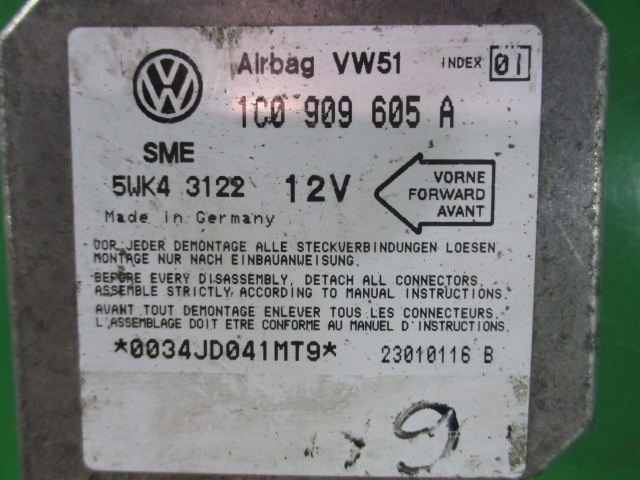 VW
Airbag VW51 INDEX 01
1C0 909 605 A
SME
5WK4 3122 12V
VORNE
FORWARD
AVANT
Made in Germany
VOR JEDER DEMONTAGE ALLE STECKVERBINDUNGEN LOESEN
MONTAGE NUR NACH EINBAUANWEISUNG.
BEFORE EVERY DISASSEMBLY, DETACH ALL CONNECTORS.
ASSEMBLE STRICTLY ACCORDING TO MANUAL INSTRUCTIONS.
AVANT TOUT DEMONTAGE ENLEVER TOUS LES CONNECTEURS.
L'ASSEMBLAGE DOIT ETRE CONFORME AU MANUEL D'INSTRUCTIONS.
*0034JD041MT9* 23010116 B